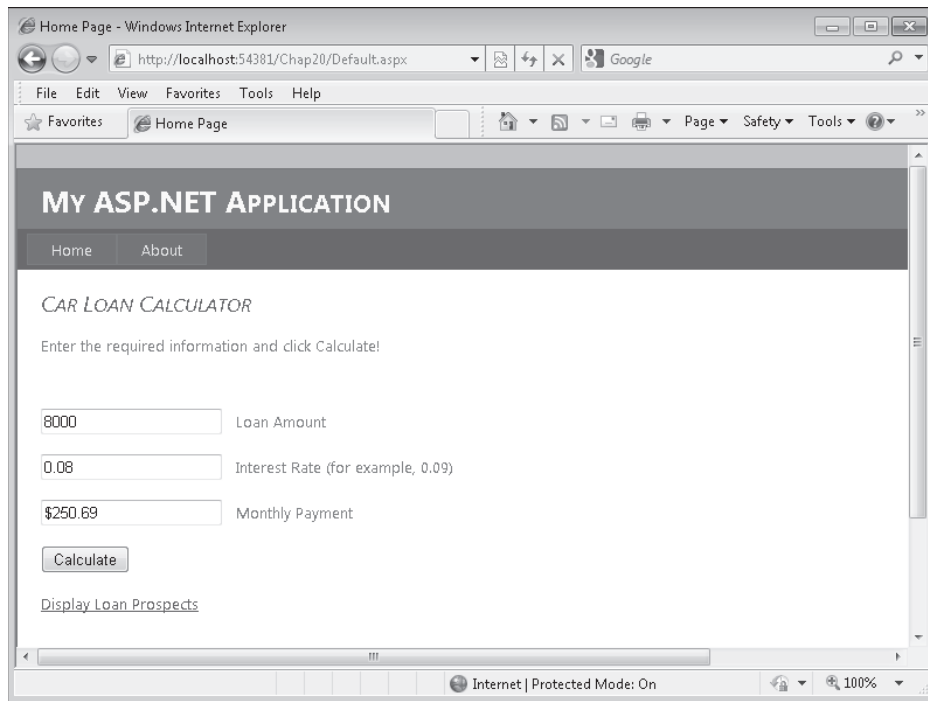 Home Page - Windows Internet Explorer
http://localhost:54381/Chap20/Default.aspx
Google
File Edit View Favorites Tools Help
Favorites Home Page Page Safety Tools
MY ASP.NET APPLICATION
Home About
CAR LOAN CALCULATOR
Enter the required information and click Calculate!
8000 Loan Amount
0.08 Interest Rate (for example, 0.09)
$250.69 Monthly Payment
Calculate
Display Loan Prospects
Internet | Protected Mode: On 100%